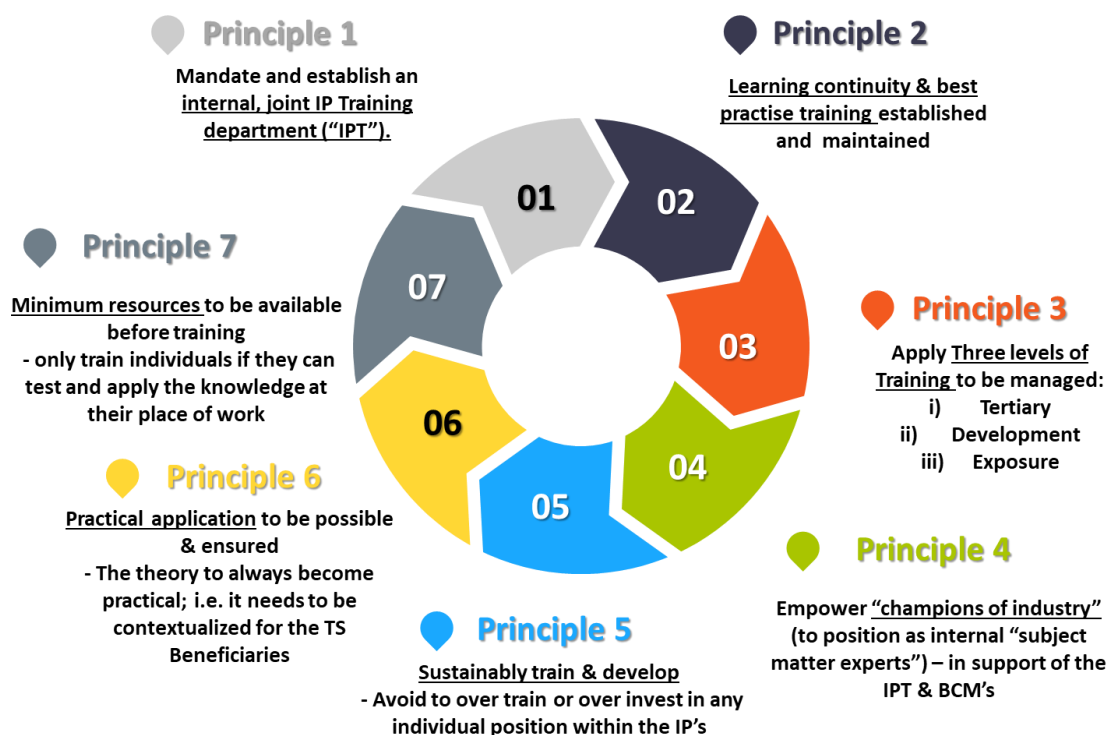 Principle 1
Mandate and establish an
internal, joint IP Training
department (“IPT”).
Principle 2
Learning continuity & best
practise training established
and maintained
Principle 3
Apply Three levels of
Training to be managed:
i) Tertiary
ii) Development
iii) Exposure
Principle 4
Empower “champions of industry”
(to position as internal “subject
matter experts”) – in support of the
IPT & BCM’s
Principle 5
Sustainably train & develop
- Avoid to over train or over invest in any
individual position within the IP’s
Principle 6
Practical application to be possible
& ensured
- The theory to always become
practical; i.e. it needs to be
contextualized for the TS
Beneficiaries
Principle 7
Minimum resources to be available
before training
- only train individuals if they can
test and apply the knowledge at
their place of work
01
02
03
04
05
06
07